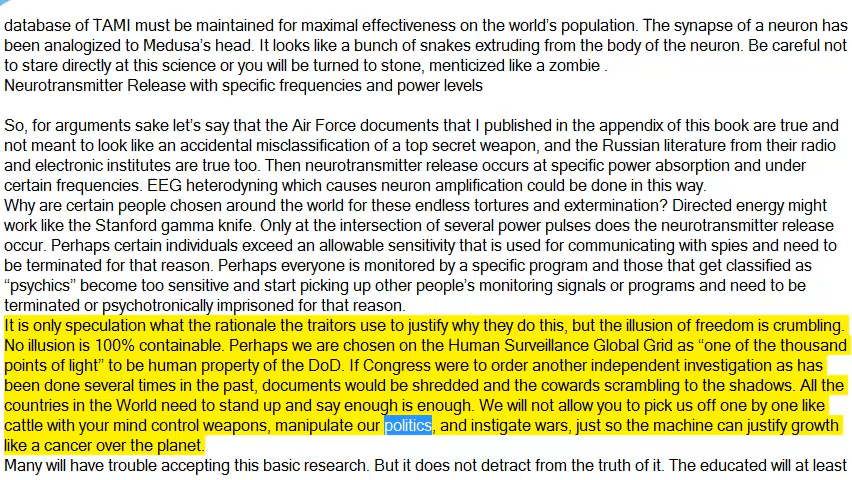 database of TAMI must be maintained for maximal effectiveness on the world's population. The synapse of a neuron has
been analogized to Medusa's head. It looks like a bunch of snakes extruding from the body of the neuron. Be careful not
to stare directly at this science or you will be turned to stone, menticized like a zombie .
Neurotransmitter Release with specific frequencies and power levels
So, for arguments sake let's say that the Air Force documents that I published in the appendix of this book are true and
not meant to look like an accidental misclassification of a top secret weapon, and the Russian literature from their radio
and electronic institutes are true too. Then neurotransmitter release occurs at specific power absorption and under
certain frequencies. EEG heterodyning which causes neuron amplification could be done in this way.
Why are certain people chosen around the world for these endless tortures and extermination? Directed energy might
work like the Stanford gamma knife. Only at the intersection of several power pulses does the neurotransmitter release
occur. Perhaps certain individuals exceed an allowable sensitivity that is used for communicating with spies and need to
be terminated for that reason. Perhaps everyone is monitored by a specific program and those that get classified as
“psychics” become too sensitive and start picking up other people's monitoring signals or programs and need to be
terminated or psychotronically imprisoned for that reason.
It is only speculation what the rationale the traitors use to justify why they do this, but the illusion of freedom is crumbling.
No illusion is 100% containable. Perhaps we are chosen on the Human Surveillance Global Grid as “one of the thousand
points of light” to be human property of the DoD. If Congress were to order another independent investigation as has
been done several times in the past, documents would be shredded and the cowards scrambling to the shadows. All the
countries in the World need to stand up and say enough is enough. We will not allow you to pick us off one by one like
cattle with your mind control weapons, manipulate our politics, and instigate wars, just so the machine can justify growth
like a cancer over the planet.
Many will have trouble accepting this basic research. But it does not detract from the truth of it. The educated will at least